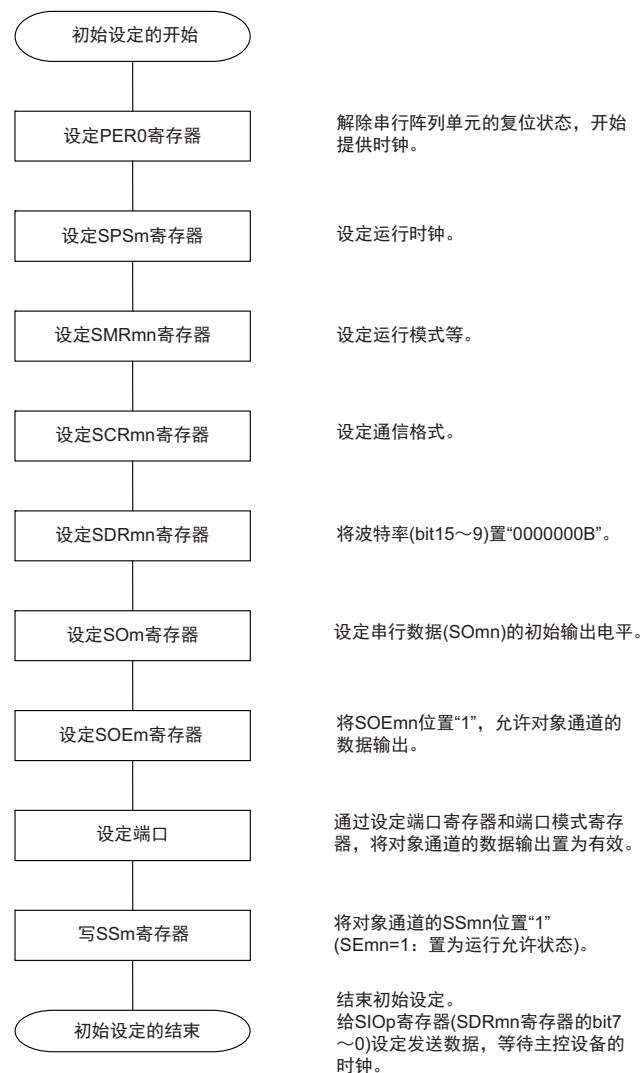 初始设定的开始
设定PER0寄存器
解除串行阵列单元的复位状态，开始
提供时钟。
设定SPSm寄存器
设定运行时钟。
设定SMRmn寄存器
设定运行模式等。
设定SCRmn寄存器
设定通信格式。
设定SDRmn寄存器
将波特率(bit15～9)置“0000000B”。
设定SOm寄存器
设定串行数据(SOmn)的初始输出电平。
设定SOEm寄存器
将SOEmn位置“1”，允许对象通道的
数据输出。
设定端口
通过设定端口寄存器和端口模式寄存
器，将对象通道的数据输出置为有效。
写SSm寄存器
将对象通道的SSmn位置“1”
(SEmn=1：置为运行允许状态)。
初始设定的结束
结束初始设定。
给SIOp寄存器(SDRmn寄存器的bit7
～0)设定发送数据，等待主控设备的
时钟。